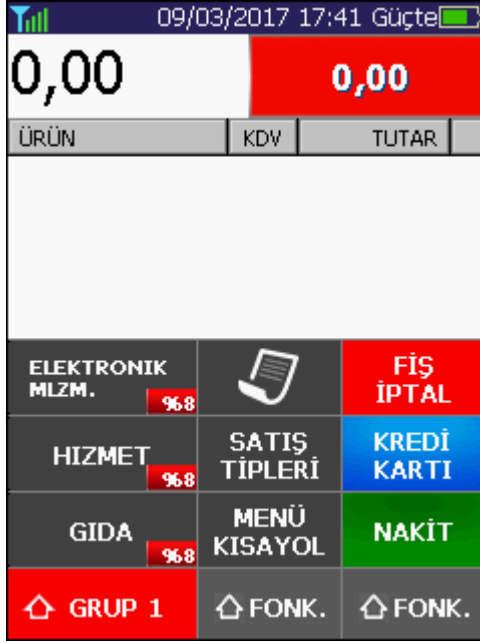 09/03/2017 17:41 Güçte
0,00
0,00
ÜRÜN KDV TUTAR
ELEKTRONIK
MLZM.
%8
FİŞ
İPTAL
HIZMET
%8
SATIŞ
TİPLERİ
KREDİ
KARTI
GIDA
%8
MENÜ
KISAYOL
NAKİT
GRUP 1
FONK.
FONK.